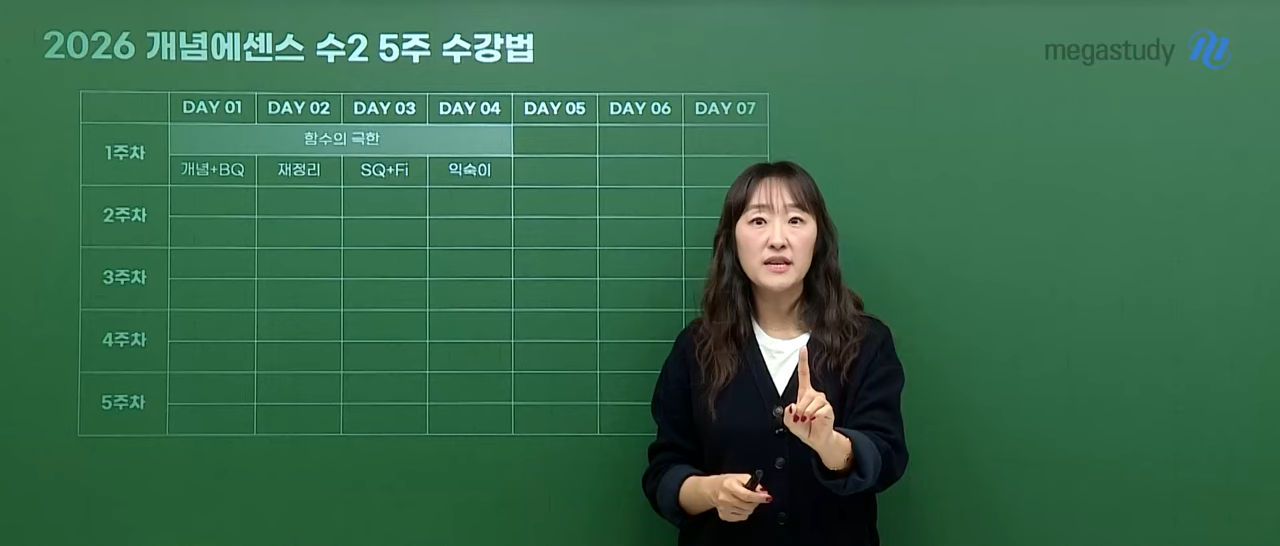 2026 개념에센스 수2 5주 수강법
megastudy
DAY 01 DAY 02 DAY 03 DAY 04 DAY 05 DAY 06 DAY 07
1주차
함수의 극한
개념+BQ 재정리 SQ+Fi 익숙이
2주차
3주차
4주차
5주차